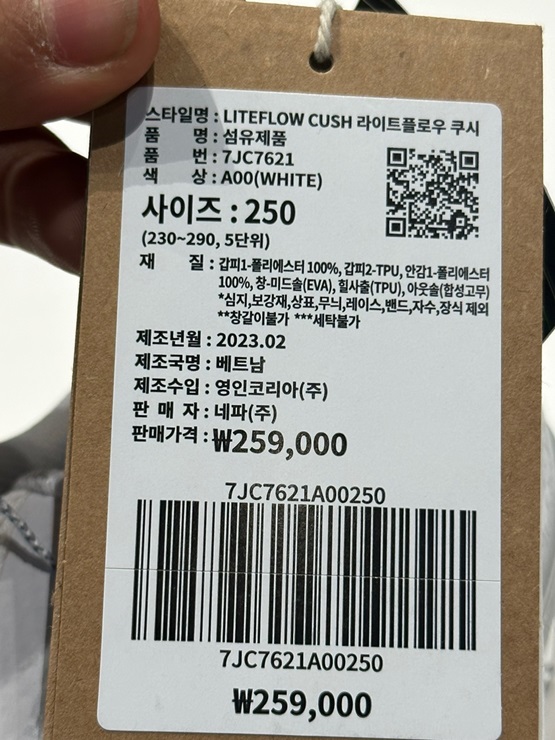 스타일명 : LITEFLOW CUSH 라이트플로우 쿠시
품 명 : 섬유제품
품 번 : 7JC7621
색 상 : A00(WHITE)
사이즈 : 250
(230~290, 5단위)
재 질 : 갑피1-폴리에스터 100%, 갑피2-TPU, 안감1-폴리에스터
100%, 창-미드솔(EVA), 힐사출(TPU), 아웃솔(합성고무)
*심지,보강재,상표,무늬,레이스,밴드,자수,장식 제외
**창갈이불가 ***세탁불가
제조년월 : 2023.02
제조국명 : 베트남
제조수입 : 영인코리아(주)
판 매 자 : 네파(주)
판매가격 : ₩259,000
7JC7621A00250
7JC7621A00250
₩259,000